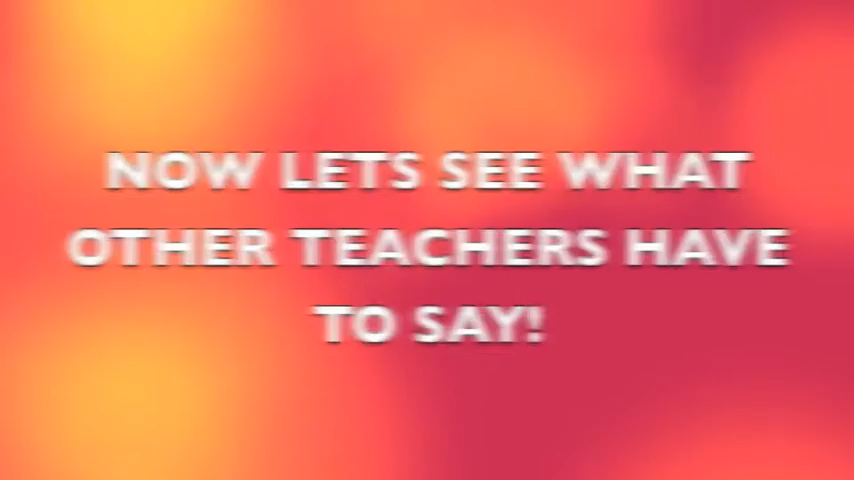 NOW LETS SEE WHAT
OTHER TEACHERS HAVE
TO SAY!